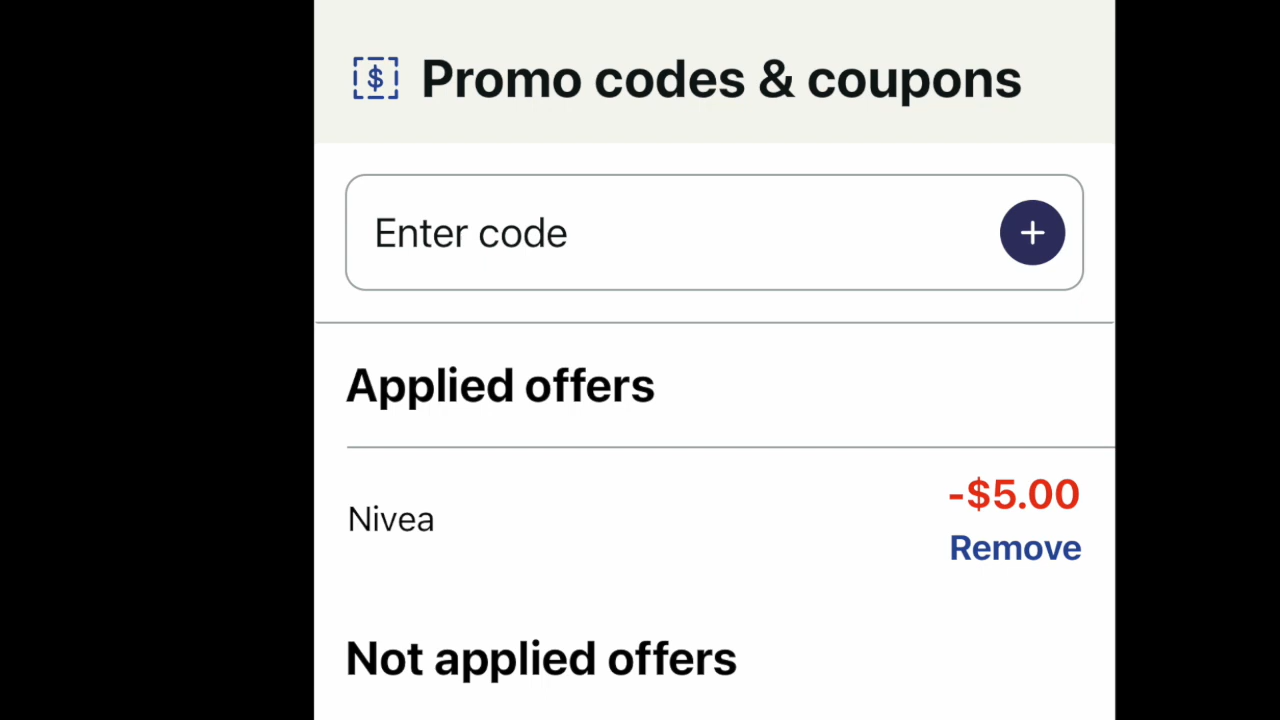 Promo codes & coupons
Enter code
Applied offers
Nivea
-$5.00
Remove
Not applied offers